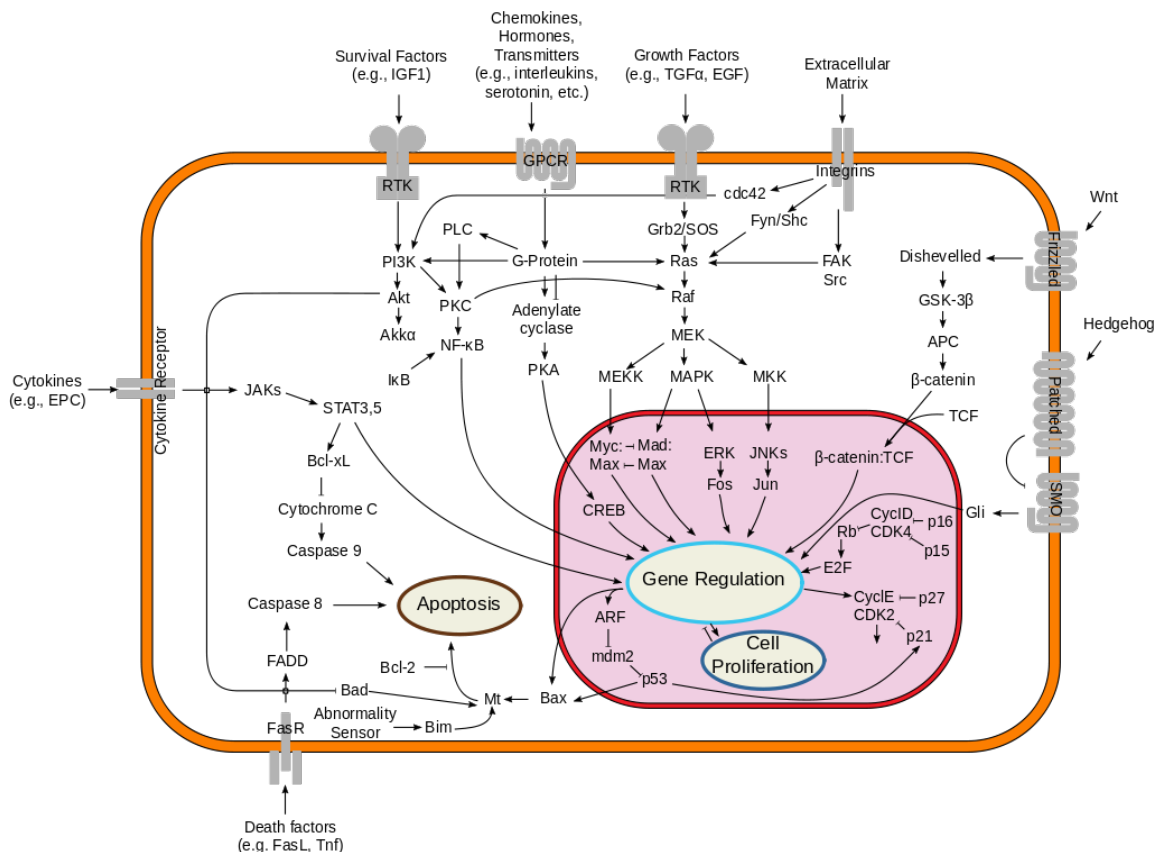 Chemokines,
Hormones,
Transmitters
(e.g., interleukins,
serotonin, etc.)
Survival Factors
(e.g., IGF1)
Growth Factors
(e.g., TGFα, EGF)
Extracellular
Matrix
RTK
GPCR
RTK
Integrins
cdc42
Fyn/Shc
Grb2/SOS
PLC
Wnt
Frizzled
Dishevelled
PI3K
G-Protein
Ras
FAK
Src
Akt
PKC
Raf
GSK-3β
Adenylate
cyclase
Akkα
NF-κB
MEK
APC
Hedgehog
Patched
SMO
IκB
PKA
MEKK
MAPK
MKK
β-catenin
TCF
Cytokines
(e.g., EPC)
Cytokine Receptor
JAKs
STAT3,5
Myc:
Max
Mad:
Max
ERK
JNKs
β-catenin:TCF
Bcl-xL
Fos
Jun
Cytochrome C
CREB
Gli
CycID
CDK4
p16
p15
Rb
E2F
Caspase 9
Gene Regulation
Caspase 8
Apoptosis
ARF
CyclE
CDK2
p27
p21
Cell
Proliferation
mdm2
FADD
Bcl-2
p53
Bad
Mt
Bax
Abnormality
Sensor
Bim
FasR
Death factors
(e.g. FasL, Tnf)